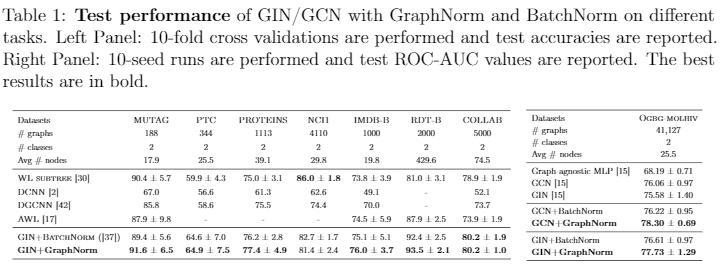 Table 1: Test performance of GIN/GCN with GraphNorm and BatchNorm on different
tasks. Left Panel: 10-fold cross validations are performed and test accuracies are reported.
Right Panel: 10-seed runs are performed and test ROC-AUC values are reported. The best
results are in bold.
Datasets MUTAG PTC PROTEINS NCI1 IMDB-B RDT-B COLLAB
# graphs 188 344 1113 4110 1000 2000 5000
# classes 2 2 2 2 2 2 2
Avg # nodes 17.9 25.5 39.1 29.8 19.8 429.6 74.5
WL SUBTREE [30] 90.4 ± 5.7 59.9 ± 4.3 75.0 ± 3.1 86.0 ± 1.8 73.8 ± 3.9 81.0 ± 3.1 78.9 ± 1.9
DCNN [2] 67.0 56.6 61.3 62.6 49.1 - 52.1
DGCNN [42] 85.8 58.6 75.5 74.4 70.0 - 73.7
AWL [17] 87.9 ± 9.8 - - - 74.5 ± 5.9 87.9 ± 2.5 73.9 ± 1.9
GIN+BATCHNORM ([37]) 89.4 ± 5.6 64.6 ± 7.0 76.2 ± 2.8 82.7 ± 1.7 75.1 ± 5.1 92.4 ± 2.5 80.2 ± 1.9
GIN+GraphNorm 91.6 ± 6.5 64.9 ± 7.5 77.4 ± 4.9 81.4 ± 2.4 76.0 ± 3.7 93.5 ± 2.1 80.2 ± 1.0
Datasets OGBG-MOLHIV
# graphs 41,127
# classes 2
Avg # nodes 25.5
Graph-agnostic MLP [15] 68.19 ± 0.71
GCN [15] 76.06 ± 0.97
GIN [15] 75.58 ± 1.40
GCN+BatchNorm 76.22 ± 0.95
GCN+GraphNorm 78.30 ± 0.69
GIN+BatchNorm 76.61 ± 0.97
GIN+GraphNorm 77.73 ± 1.29